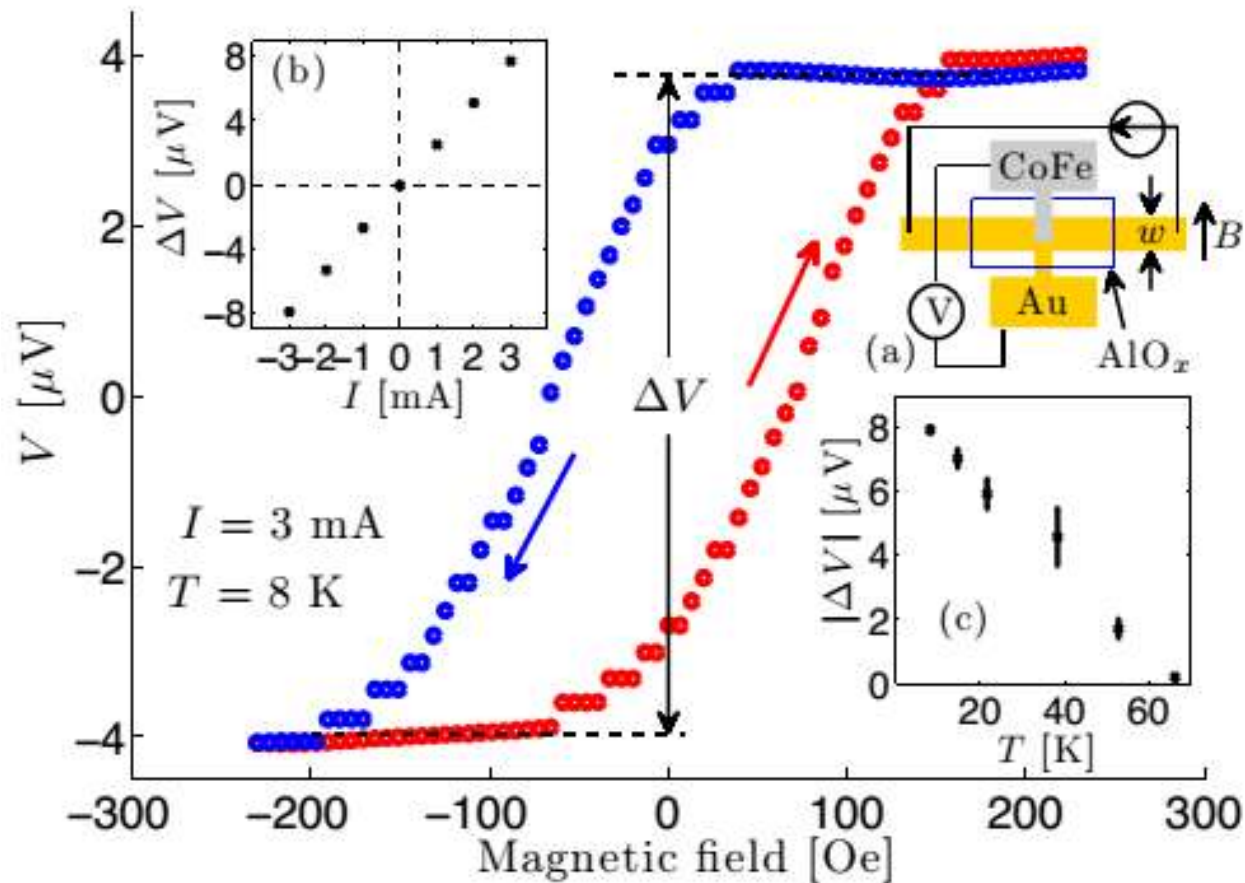 V [μV]
4
2
0
−2
−4
−300
−200
−100
0
100
200
300
Magnetic field [Oe]
I = 3 mA
T = 8 K
ΔV
(b)
ΔV [μV]
8
4
0
−4
−8
−3
−2
−1
0
1
2
3
I [mA]
CoFe
w
B
V
Au
(a)
AlOx
|ΔV| [μV]
8
6
4
2
0
(c)
20
40
60
T [K]